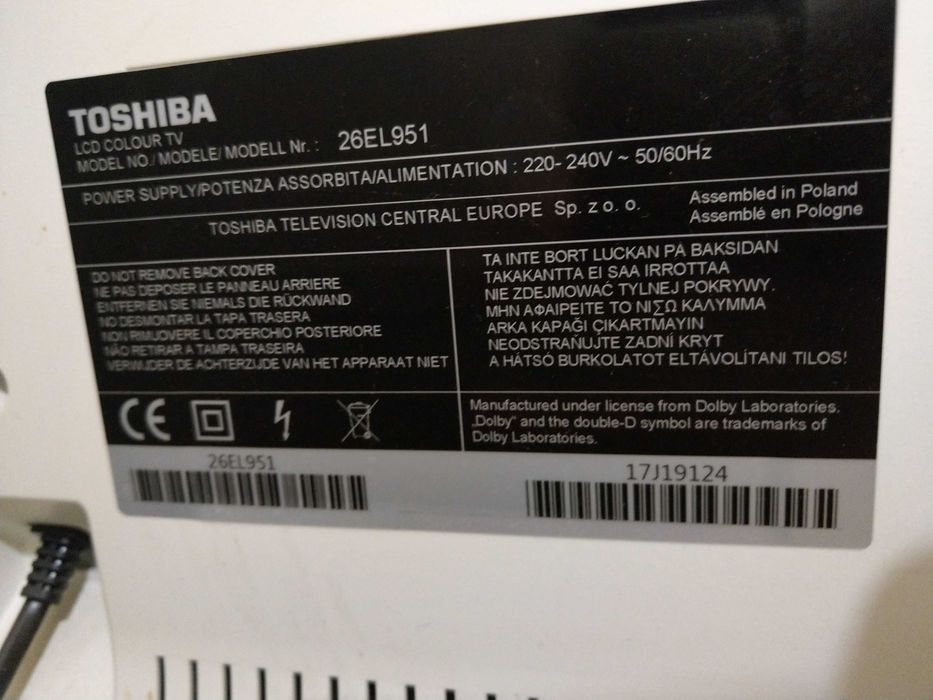 TOSHIBA
LCD COLOUR TV
MODEL NO./MODELE/ MODELL Nr. : 26EL951
POWER SUPPLY/POTENZA ASSORBITA/ALIMENTATION : 220- 240V ~ 50/60Hz
TOSHIBA TELEVISION CENTRAL EUROPE Sp. z o. o.
Assembled in Poland
Assemblé en Pologne
DO NOT REMOVE BACK COVER
NE PAS DEPOSER LE PANNEAU ARRIERE
ENTFERNEN SIE NIEMALS DIE RÜCKWAND
NO DESMONTAR LA TAPA TRASERA
NON RIMUOVERE IL COPERCHIO POSTERIORE
NÃO RETIRAR A TAMPA TRASEIRA
VERWIJDER DE ACHTERZIJDE VAN HET APPARAAT NIET
TA INTE BORT LUCKAN PÅ BAKSIDAN
TAKAKANTTA EI SAA IRROTTAA
NIE ZDEJMOWAĆ TYLNEJ POKRYWY.
ΜΗΝ ΑΦΑΙΡΕΙΤΕ ΤΟ ΝΙΣΩ ΚΑΛΥΜΜΑ
ARKA KAPAĞI ÇIKARTMAYIN
NEODSTRAŇUJTE ZADNÍ KRYT
A HÁTSÓ BURKOLATOT ELTÁVOLÍTANI TILOS!
CE
Manufactured under license from Dolby Laboratories.
„Dolby" and the double-D symbol are trademarks of
Dolby Laboratories.
26EL951
17J19124